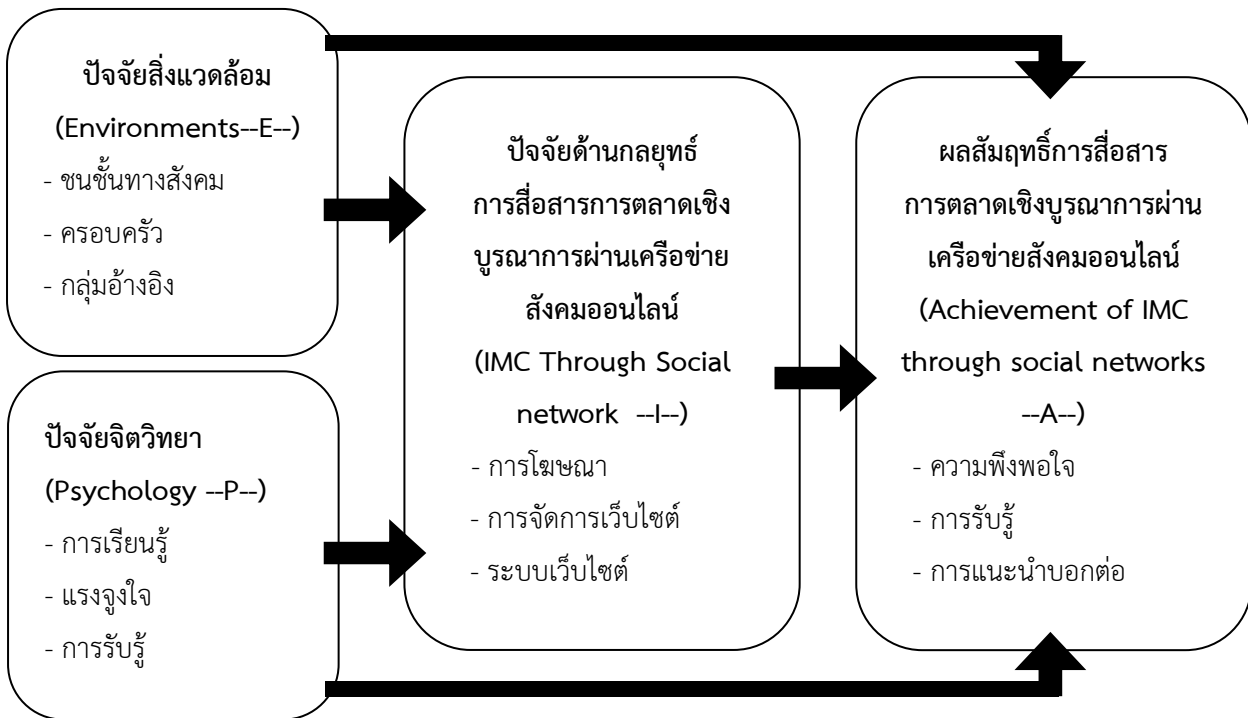 ปัจจัยสิ่งแวดล้อม
(Environments--E--)
- ชนชั้นทางสังคม
- ครอบครัว
- กลุ่มอ้างอิง
ปัจจัยจิตวิทยา
(Psychology --P--)
- การเรียนรู้
- แรงจูงใจ
- การรับรู้
ปัจจัยด้านกลยุทธ์
การสื่อสารการตลาดเชิง
บูรณาการผ่านเครือข่าย
สังคมออนไลน์
(IMC Through Social
network --I--)
- การโฆษณา
- การจัดการเว็บไซต์
- ระบบเว็บไซต์
ผลสัมฤทธิ์การสื่อสาร
การตลาดเชิงบูรณาการผ่าน
เครือข่ายสังคมออนไลน์
(Achievement of IMC
through social networks
--A--)
- ความพึงพอใจ
- การรับรู้
- การแนะนำบอกต่อ